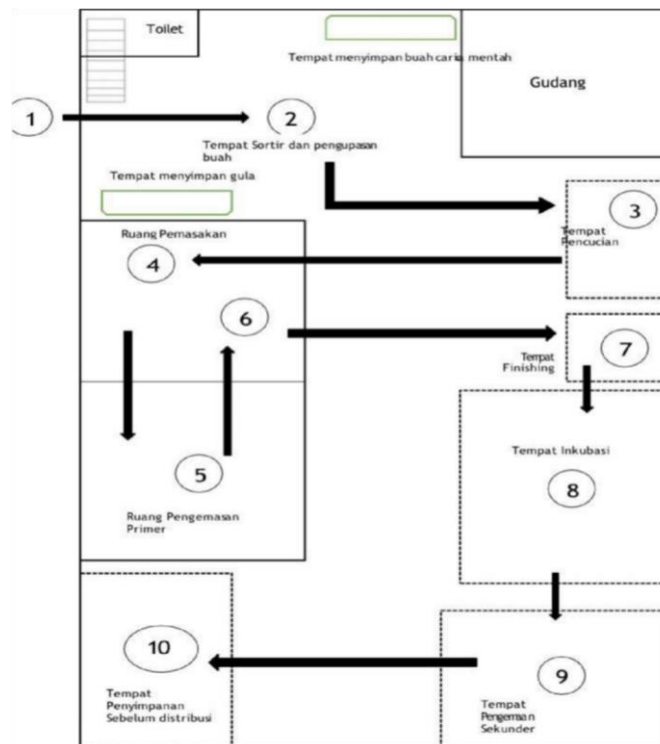 Toilet
Tempat menyimpan buah caria mentah
Gudang
1
2
Tempat Sortir dan pengupasan
buah
Tempat menyimpan gula
3
Tempat
Pencucian
Ruang Pemasakan
4
6
7
Tempat
Finishing
Tempat Inkubasi
8
5
Ruang Pengemasan
Primer
10
Tempat
Penyimpanan
Sebelum distribusi
9
Tempat
Pengemasan
Sekunder